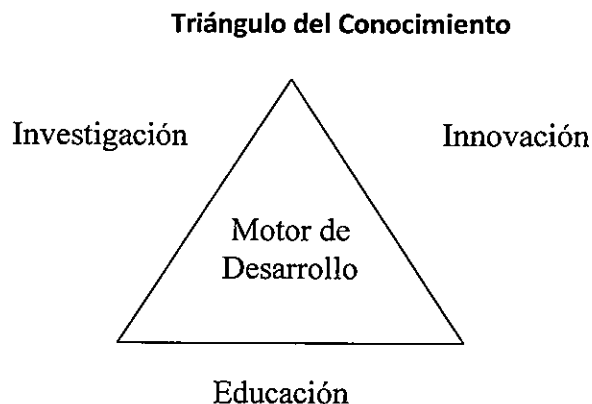 Triángulo del Conocimiento
Investigación
Innovación
Motor de
Desarrollo
Educación